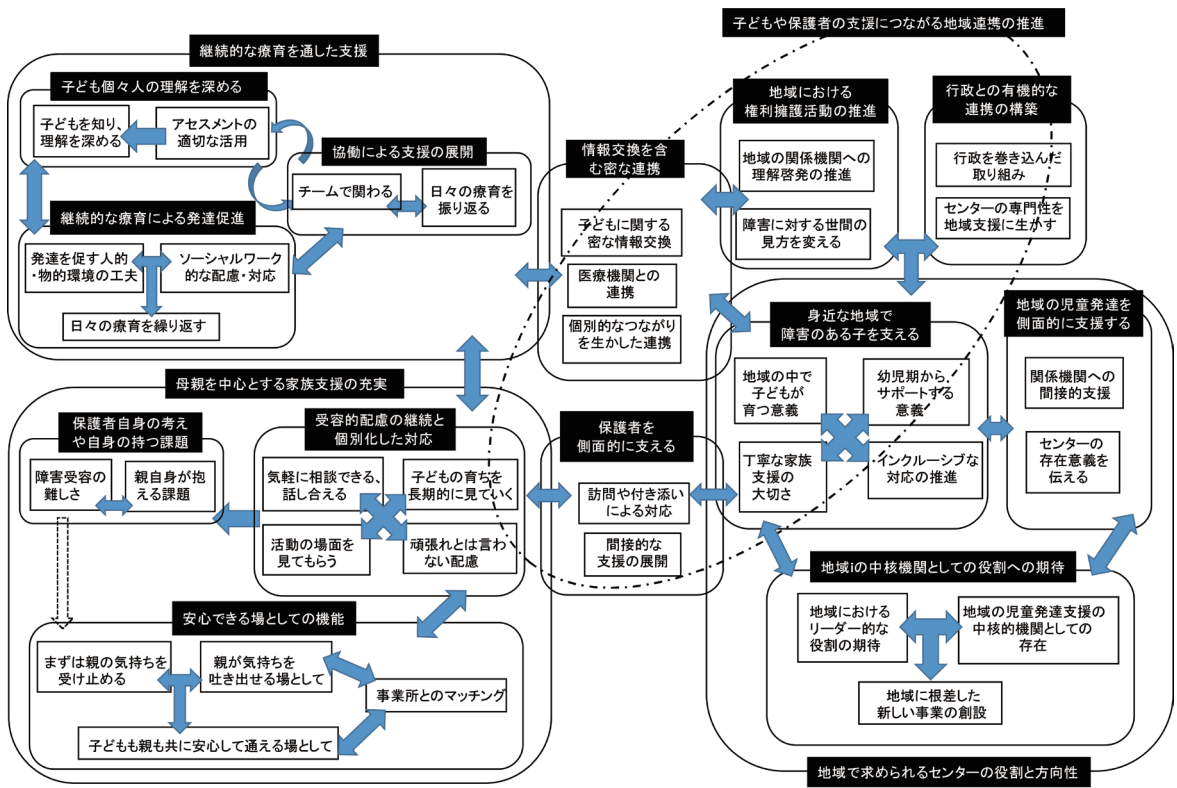 子どもや保護者の支援につながる地域連携の推進
継続的な療育を通した支援
子ども個々人の理解を深める
子どもを知り、
理解を深める
アセスメントの
適切な活用
協働による支援の展開
チームで関わる
日々の療育を
振り返る
継続的な療育による発達促進
発達を促す人的
・物的環境の工夫
ソーシャルワーク
的な配慮・対応
日々の療育を繰り返す
情報交換を含
む密な連携
子どもに関する
密な情報交換
医療機関との
連携
個別的なつながり
を生かした連携
地域における
権利擁護活動の推進
地域の関係機関への
理解啓発の推進
障害に対する世間の
見方を変える
行政との有機的な
連携の構築
行政を巻き込んだ
取り組み
センターの専門性を
地域支援に生かす
母親を中心とする家族支援の充実
保護者自身の考え
や自身の持つ課題
障害受容の
難しさ
親自身が抱
える課題
受容的配慮の継続と
個別化した対応
気軽に相談できる、
話し合える
子どもの育ちを
長期的に見ていく
活動の場面を
見てもらう
頑張れとは言わ
ない配慮
安心できる場としての機能
まずは親の気持ちを
受け止める
親が気持ちを
吐き出せる場として
事業所とのマッチング
子どもも親も共に安心して通える場として
保護者を
側面的に支える
訪問や付き添い
による対応
間接的な
支援の展開
身近な地域で
障害のある子を支える
地域の中で
子どもが
育つ意義
幼児期から
サポートする
意義
丁寧な家族
支援の
大切さ
インクルーシブな
対応の推進
地域の児童発達を
側面的に支援する
関係機関への
間接的支援
センターの
存在意義を
伝える
地域iの中核機関としての役割への期待
地域における
リーダー的な
役割の期待
地域の児童発達支援の
中核的機関としての
存在
地域に根差した
新しい事業の創設
地域で求められるセンターの役割と方向性